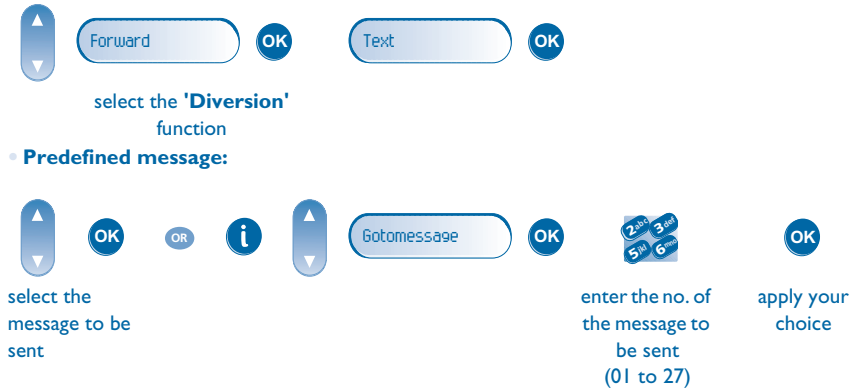 Forward
OK
Text
OK
select the 'Diversion'
function
• Predefined message:
OK
OR
i
Gotomessage
OK
2abc 3def
5jkl 6mno
OK
select the
message to be
sent
enter the no. of
the message to
be sent
(01 to 27)
apply your
choice